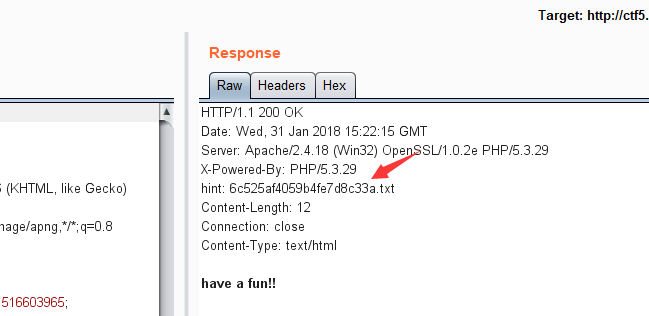 Target: http://ctf5.
Response
Raw Headers Hex
HTTP/1.1 200 OK
Date: Wed, 31 Jan 2018 15:22:15 GMT
Server: Apache/2.4.18 (Win32) OpenSSL/1.0.2e PHP/5.3.29
X-Powered-By: PHP/5.3.29
(KHTML, like Gecko)
hint: 6c525af4059b4fe7d8c33a.txt
Content-Length: 12
nage/apng,*/*;q=0.8
Connection: close
Content-Type: text/html
have a fun!!
516603965;